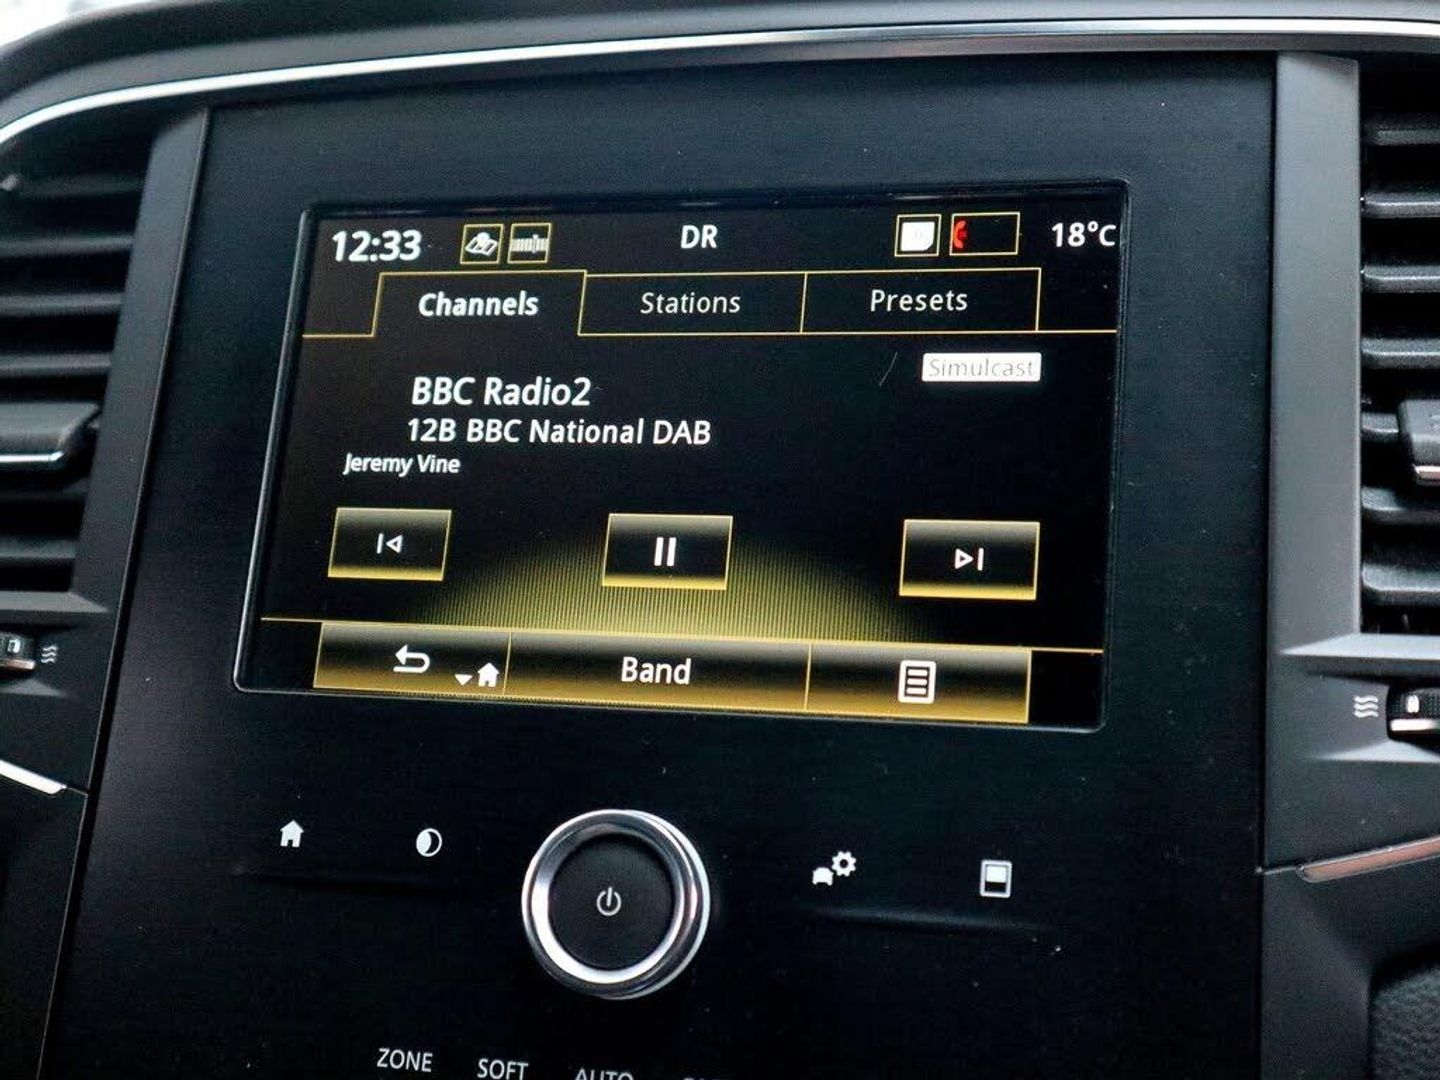 12:33 DR 18°C
Channels Stations Presets
Simulcast
BBC Radio2
12B BBC National DAB
Jeremy Vine
Band
ZONE SOFT AUTO